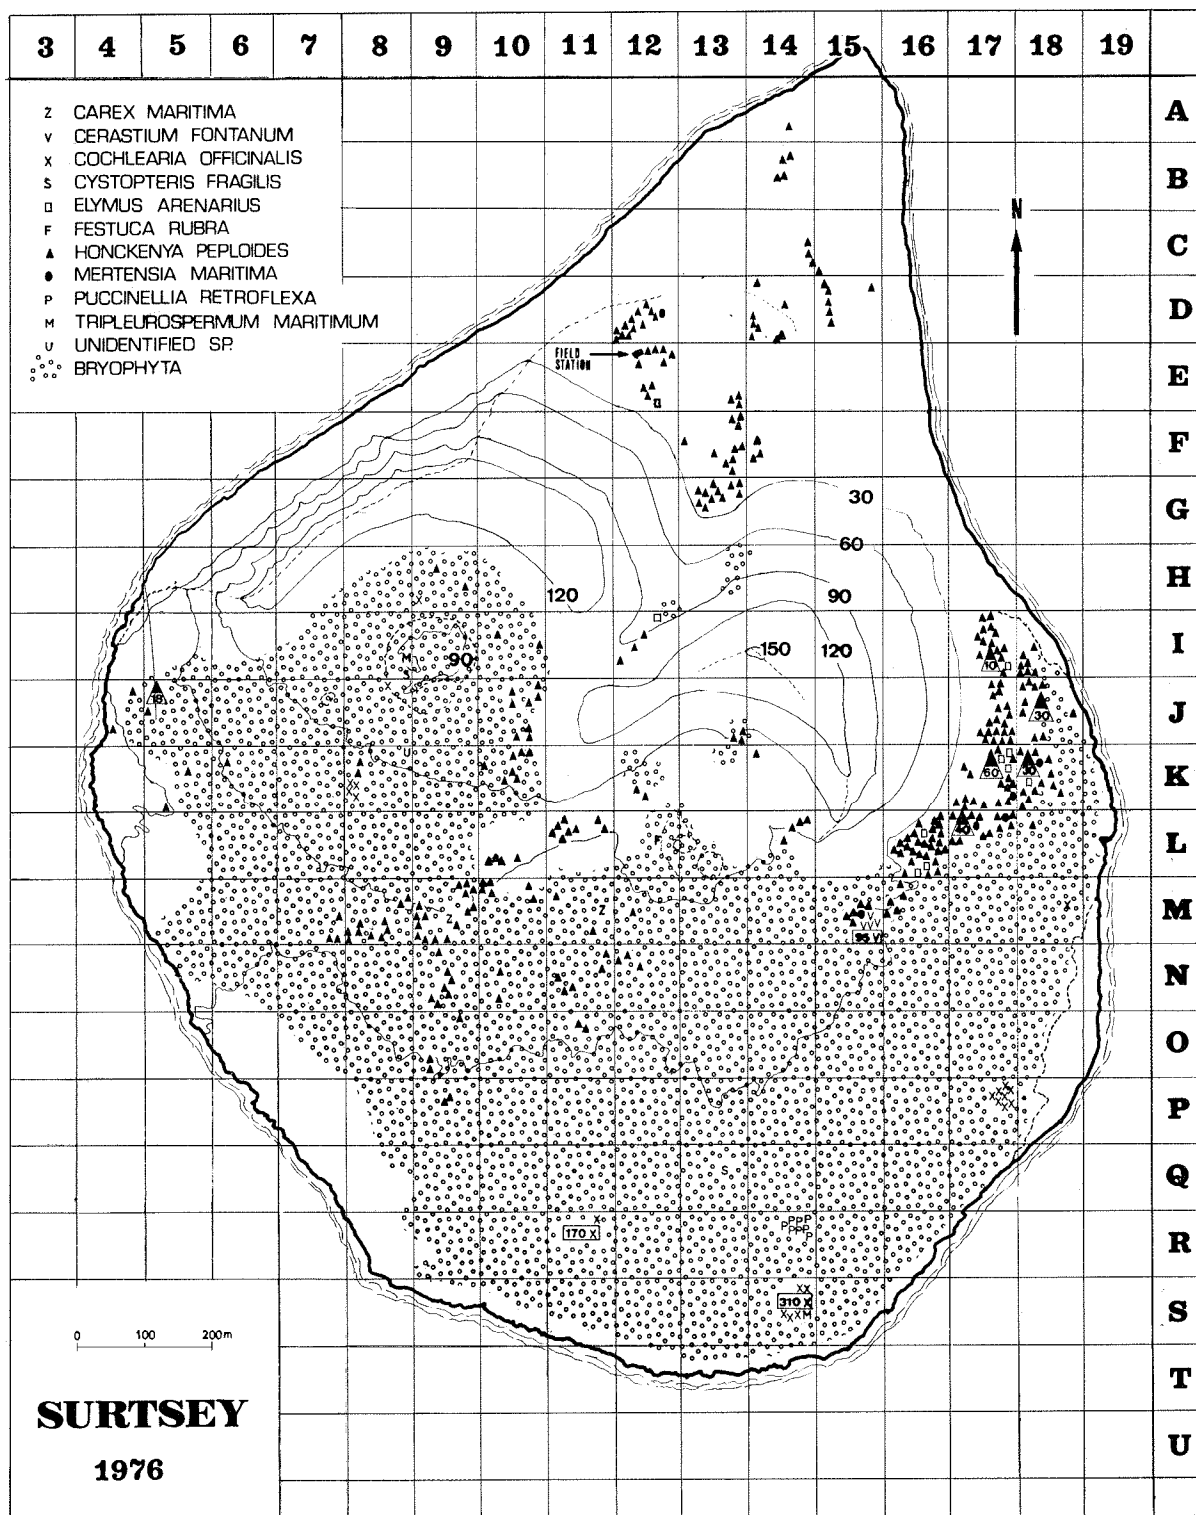 3 4 5 6 7 8 9 10 11 12 13 14 15 16 17 18 19
A
Z CAREX MARITIMA
V CERASTIUM FONTANUM
X COCHLEARIA OFFICINALIS
S CYSTOPTERIS FRAGILIS
ELYMUS ARENARIUS
F FESTUCA RUBRA
HONCKENYA PEPLOIDES
MERTENSIA MARITIMA
P PUCCINELLIA RETROFLEXA
M TRIPLEUROSPERMUM MARITIMUM
U UNIDENTIFIED SP.
BRYOPHYTA
B
N
C
D
FIELD
STATION
E
F
30
G
60
H
120
90
X
I
M
S
90
150
120
10
X
J
18
30
K
U
60
30
X X
X X
X
L
F
40
M
Z
Z
V
V V V
95 V
X
N
O
P
X X X
X X X
X X
Q
S
R
X
170 X
P P P
P P P P
P
S
X X
310 X
X X X M
0 100 200m
T
SURTSEY
1976
U